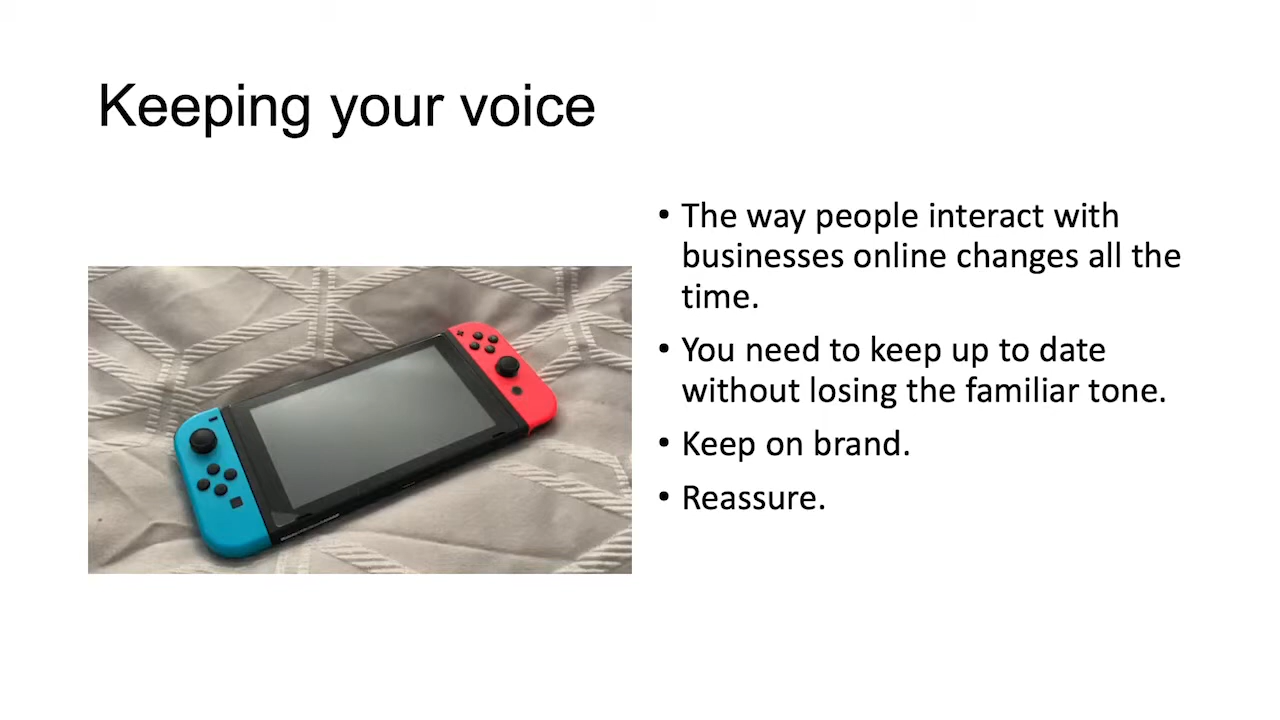 Keeping your voice
• The way people interact with
businesses online changes all the
time.
• You need to keep up to date
without losing the familiar tone.
• Keep on brand.
• Reassure.